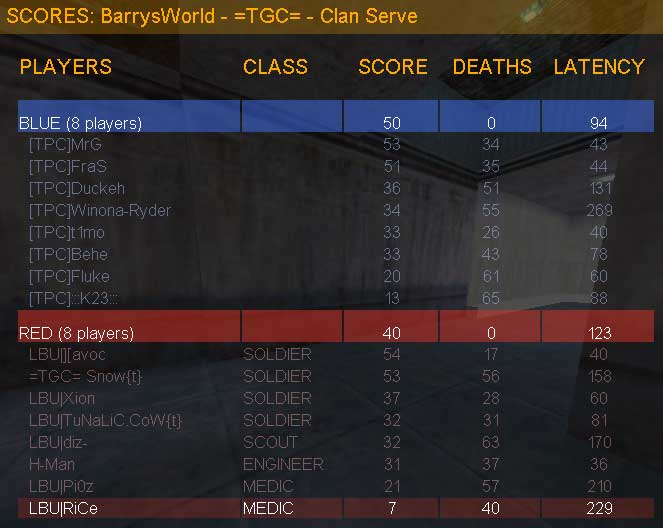 SCORES: BarrysWorld - =TGC= - Clan Serve
PLAYERS CLASS SCORE DEATHS LATENCY
BLUE (8 players) 50 0 94
[TPC]MrG 53 34 43
[TPC]FraS 51 35 44
[TPC]Duckeh 36 51 131
[TPC]Winona-Ryder 34 55 269
[TPC]t1mo 33 26 40
[TPC]Behe 33 43 78
[TPC]Fluke 20 61 60
[TPC]:::K23::: 13 65 88
RED (8 players) 40 0 123
LBU|][avoc SOLDIER 54 17 40
=TGC= Snow{t} SOLDIER 53 56 158
LBU|Xion SOLDIER 37 28 60
LBU|TuNaLiC.CoW{t} SOLDIER 32 31 81
LBU|diz- SCOUT 32 63 170
H-Man ENGINEER 31 37 36
LBU|Pi0z MEDIC 21 57 210
LBU|RiCe MEDIC 7 40 229